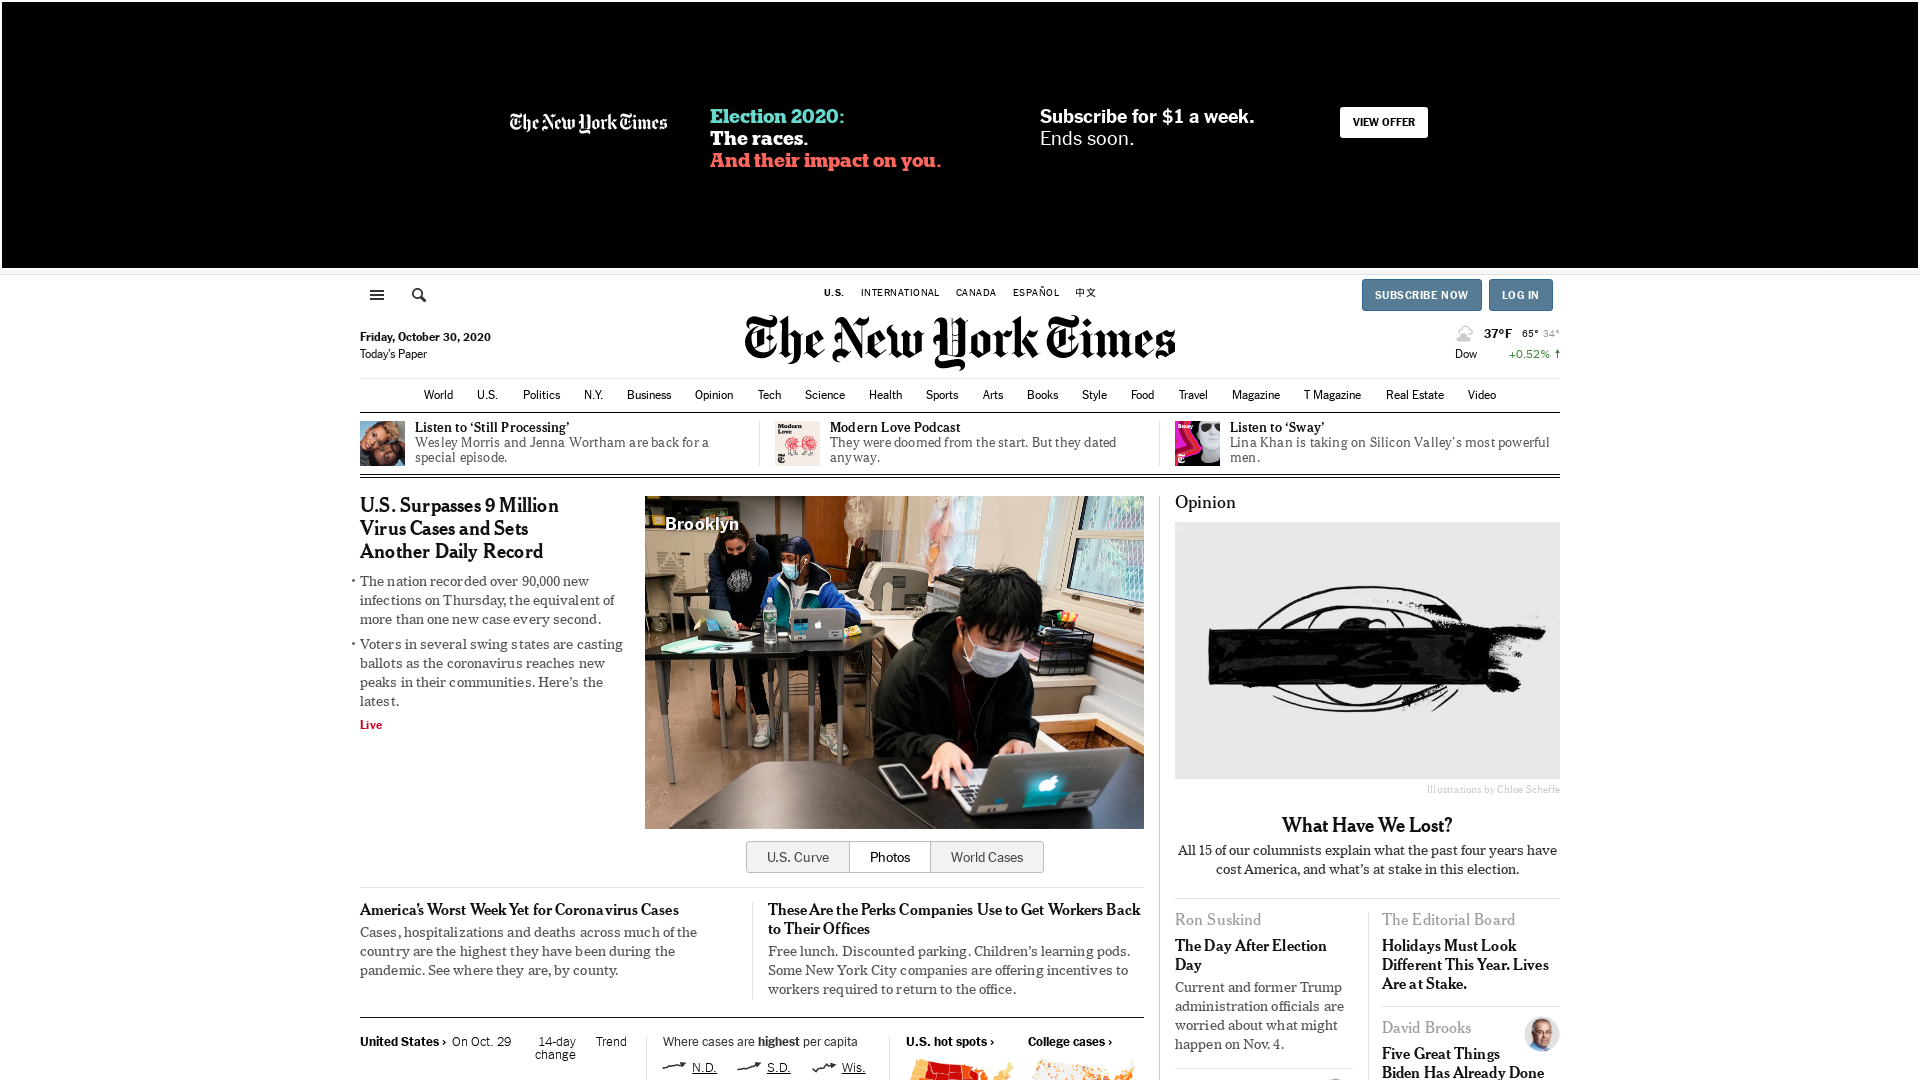 The New York Times
Election 2020:
The races.
And their impact on you.
Subscribe for $1 a week.
Ends soon.
VIEW OFFER
U.S. INTERNATIONAL CANADA ESPAÑOL 中文
SUBSCRIBE NOW LOG IN
Friday, October 30, 2020
Today's Paper
The New York Times
37°F 65° 34°
Dow +0.52% ↑
World U.S. Politics N.Y. Business Opinion Tech Science Health Sports Arts Books Style Food Travel Magazine T Magazine Real Estate Video
Modern
Love
Listen to ‘Still Processing’
Wesley Morris and Jenna Wortham are back for a
special episode.
Modern Love Podcast
They were doomed from the start. But they dated
anyway.
Sway
Listen to ‘Sway’
Lina Khan is taking on Silicon Valley’s most powerful
men.
U.S. Surpasses 9 Million
Virus Cases and Sets
Another Daily Record
• The nation recorded over 90,000 new
infections on Thursday, the equivalent of
more than one new case every second.
• Voters in several swing states are casting
ballots as the coronavirus reaches new
peaks in their communities. Here’s the
latest.
Live
Brooklyn
U.S. Curve Photos World Cases
America’s Worst Week Yet for Coronavirus Cases
Cases, hospitalizations and deaths across much of the
country are the highest they have been during the
pandemic. See where they are, by county.
These Are the Perks Companies Use to Get Workers Back
to Their Offices
Free lunch. Discounted parking. Children’s learning pods.
Some New York City companies are offering incentives to
workers required to return to the office.
United States › On Oct. 29 14-day
change Trend
Where cases are highest per capita
N.D. S.D. Wis.
U.S. hot spots › College cases ›
Opinion
Illustrations by Chloe Scheffe
What Have We Lost?
All 15 of our columnists explain what the past four years have
cost America, and what’s at stake in this election.
Ron Suskind
The Day After Election
Day
Current and former Trump
administration officials are
worried about what might
happen on Nov. 4.
The Editorial Board
Holidays Must Look
Different This Year. Lives
Are at Stake.
David Brooks
Five Great Things
Biden Has Already Done